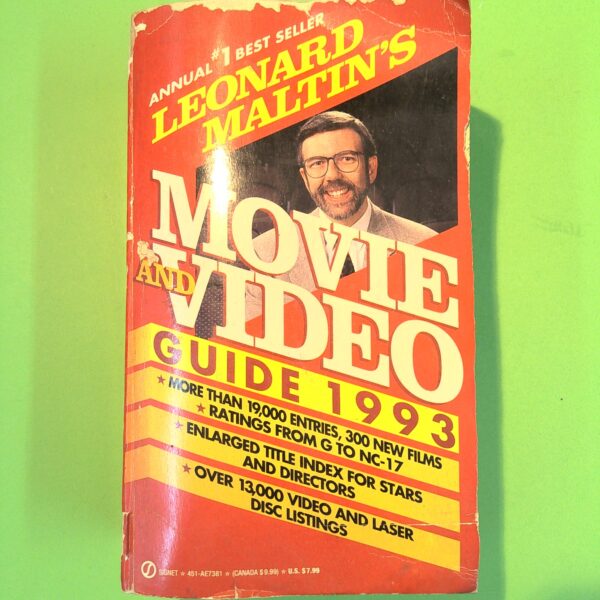 ANNUAL #1 BEST SELLER
LEONARD
MALTIN'S
MOVIE
AND
VIDEO
GUIDE 1993
★ MORE THAN 19,000 ENTRIES, 300 NEW FILMS
★ RATINGS FROM G TO NC-17
★ ENLARGED TITLE INDEX FOR STARS
AND DIRECTORS
★ OVER 13,000 VIDEO AND LASER
DISC LISTINGS
SIGNET ★ 451-AE7381 ★ (CANADA $9.99) ★ U.S. $7.99